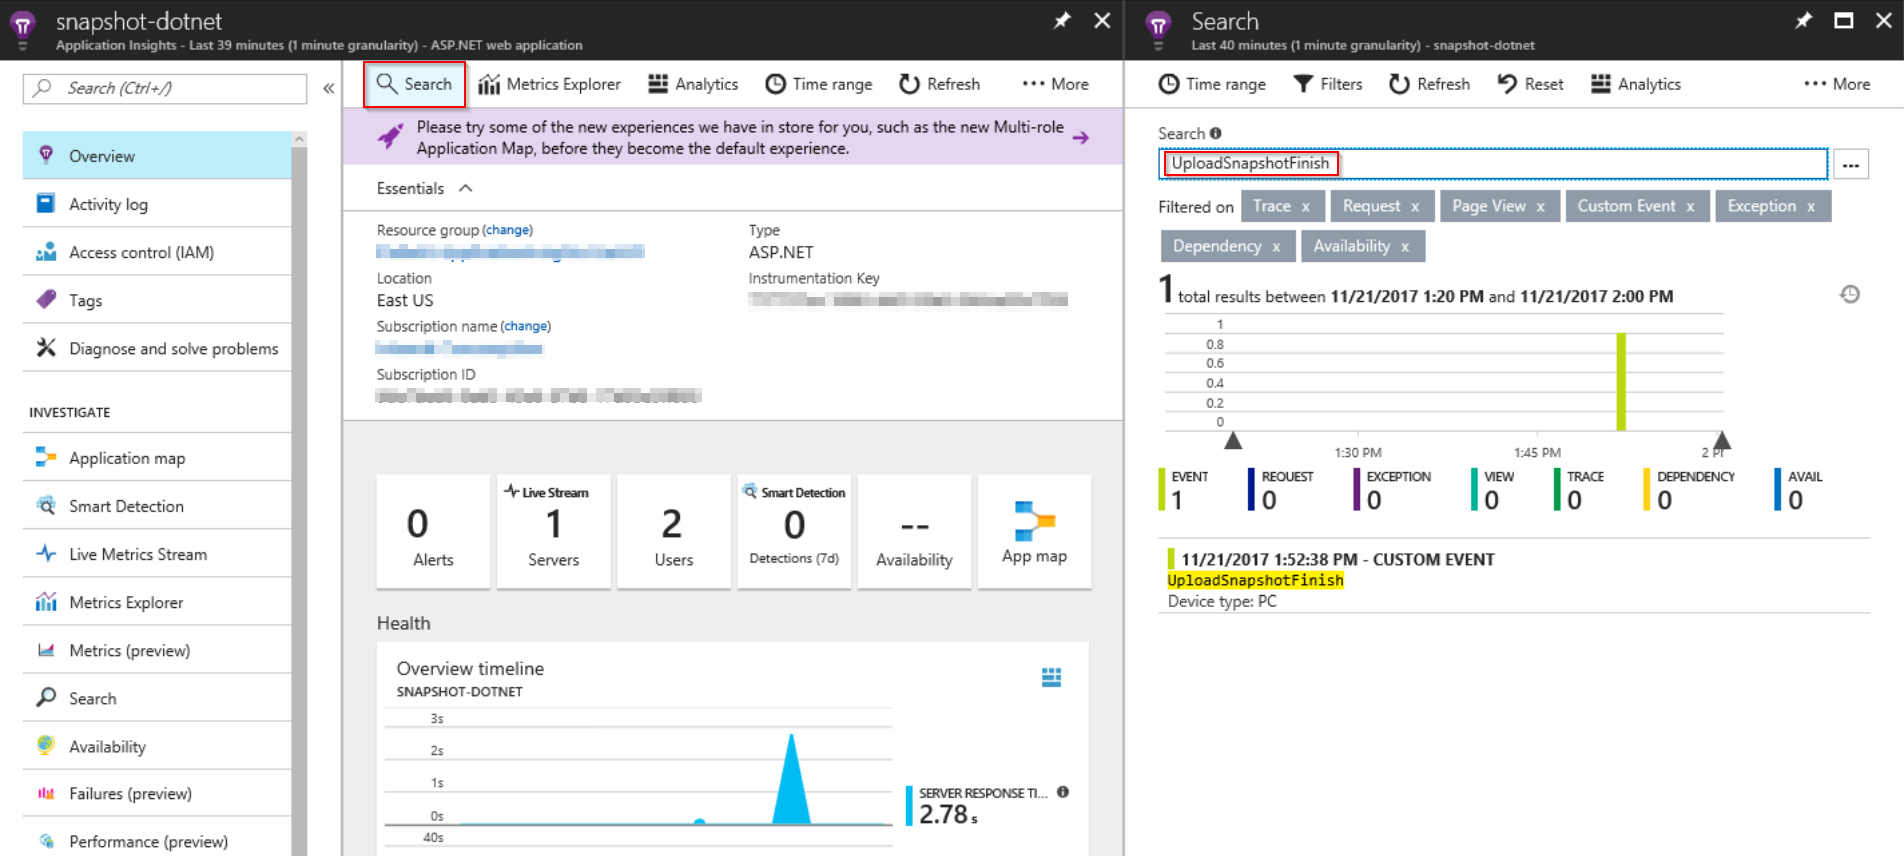 snapshot-dotnet
Application Insights - Last 39 minutes (1 minute granularity) - ASP.NET web application
Search (Ctrl+/)
«
Overview
Activity log
Access control (IAM)
Tags
Diagnose and solve problems
INVESTIGATE
Application map
Smart Detection
Live Metrics Stream
Metrics Explorer
Metrics (preview)
Search
Availability
Failures (preview)
Performance (preview)
Search
Metrics Explorer
Analytics
Time range
Refresh
More
Please try some of the new experiences we have in store for you, such as the new Multi-role
Application Map, before they become the default experience.
Essentials
Resource group (change)
Location
East US
Subscription name (change)
Subscription ID
Type
ASP.NET
Instrumentation Key
0
Alerts
Live Stream
1
Servers
2
Users
Smart Detection
0
Detections (7d)
--
Availability
App map
Health
Overview timeline
SNAPSHOT-DOTNET
3s
2s
1s
0s
40s
SERVER RESPONSE TI...
2.78 s
Search
Last 40 minutes (1 minute granularity) - snapshot-dotnet
Time range
Filters
Refresh
Reset
Analytics
More
Search
UploadSnapshotFinish
...
Filtered on Trace x Request x Page View x Custom Event x Exception x
Dependency x Availability x
1 total results between 11/21/2017 1:20 PM and 11/21/2017 2:00 PM
1
0.8
0.6
0.4
0.2
0
1:30 PM 1:45 PM 2 P
EVENT
1
REQUEST
0
EXCEPTION
0
VIEW
0
TRACE
0
DEPENDENCY
0
AVAIL
0
11/21/2017 1:52:38 PM - CUSTOM EVENT
UploadSnapshotFinish
Device type: PC